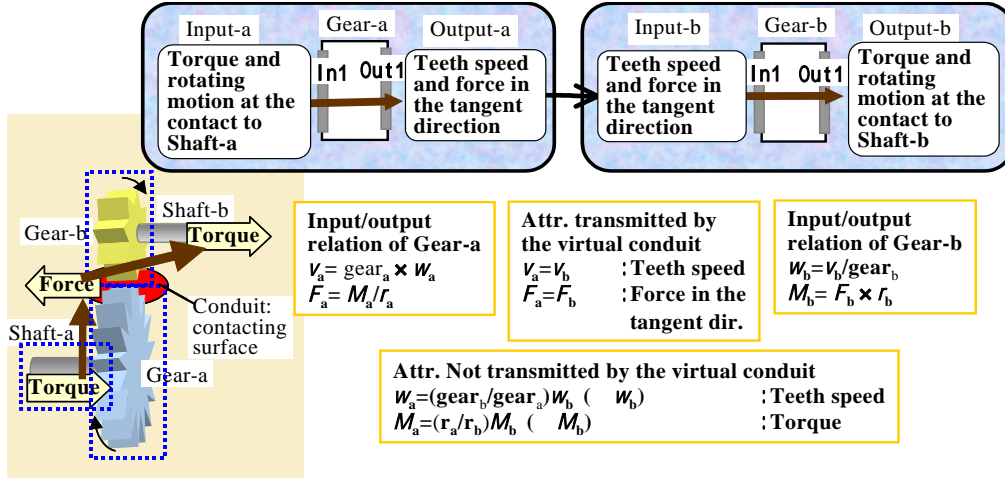 Input-a
Gear-a
Output-a
Torque and
rotating
motion at the
contact to
Shaft-a
In1 Out1
Teeth speed
and force in
the tangent
direction
Input-b
Gear-b
Output-b
Teeth speed
and force in
the tangent
direction
In1 Out1
Torque and
rotating
motion at the
contact to
Shaft-b
Shaft-b
Gear-b
Torque
Force
Conduit:
contacting
surface
Shaft-a
Torque
Gear-a
Input/output
relation of Gear-a
va= geara × wa
Fa= Ma/ra
Attr. transmitted by
the virtual conduit
va=vb :Teeth speed
Fa=Fb :Force in the
tangent dir.
Input/output
relation of Gear-b
wb=vb/gearb
Mb= Fb × rb
Attr. Not transmitted by the virtual conduit
wa=(gearb/geara)wb ( wb) :Teeth speed
Ma=(ra/rb)Mb ( Mb) :Torque